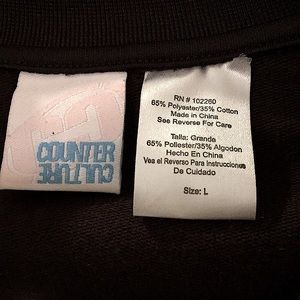 COUNTER
CULTURE
RN # 102260
65% Polyester/35% Cotton
Made in China
See Reverse For Care
Talla: Grande
65% Poliester/35% Algodon
Hecho En China
Vea el Reverso Para Instrucciones
De Cuidado
Size: L